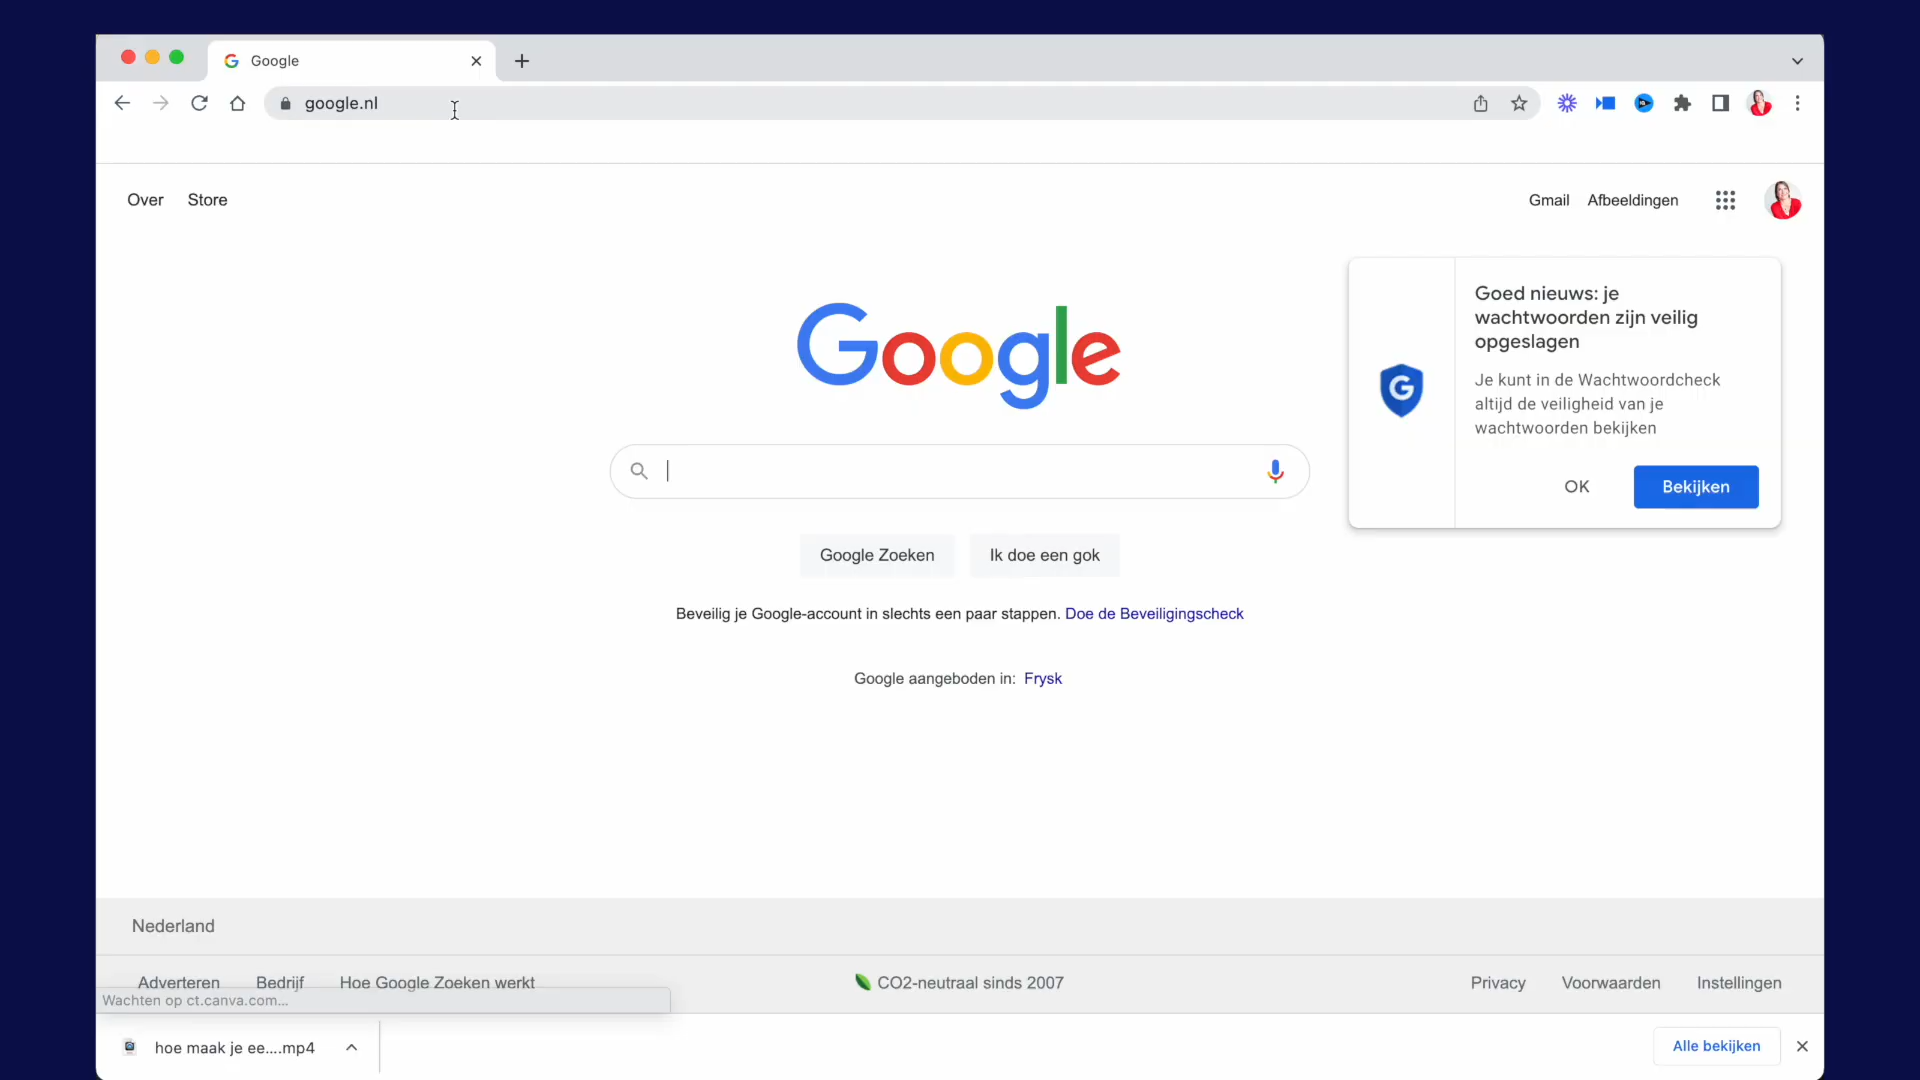 Google
google.nl
Over Store
Gmail Afbeeldingen
Google
Goed nieuws: je
wachtwoorden zijn veilig
opgeslagen
Je kunt in de Wachtwoordcheck
altijd de veiligheid van je
wachtwoorden bekijken
OK Bekijken
Google Zoeken Ik doe een gok
Beveilig je Google-account in slechts een paar stappen. Doe de Beveiligingscheck
Google aangeboden in: Frysk
Nederland
Adverteren Bedrijf Hoe Google Zoeken werkt CO2-neutraal sinds 2007 Privacy Voorwaarden Instellingen
Wachten op ct.canva.com...
hoe maak je ee....mp4
Alle bekijken